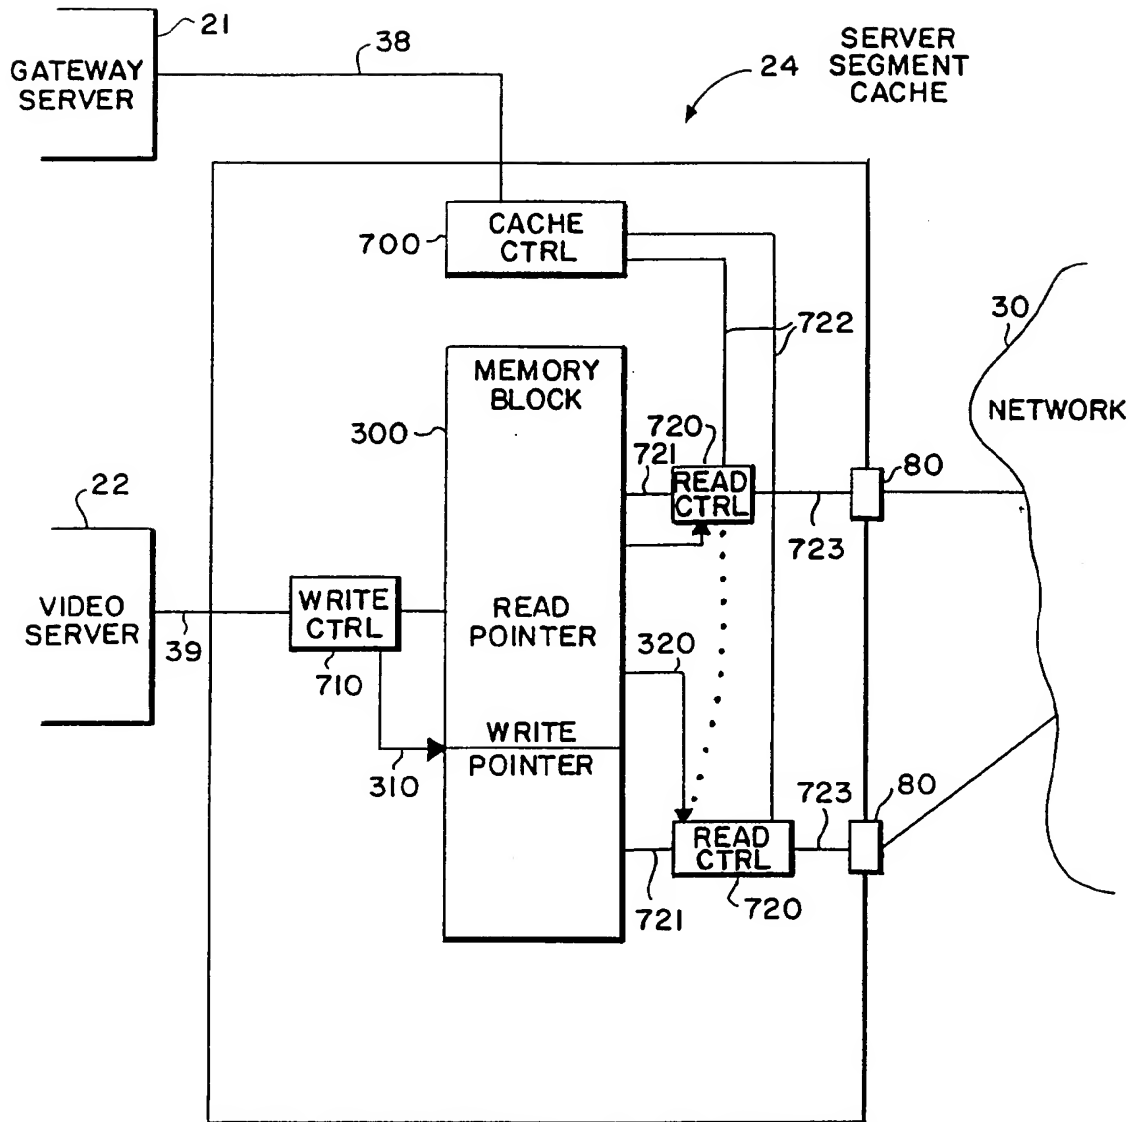 21
GATEWAY
SERVER
38
24
SERVER
SEGMENT
CACHE
700
CACHE
CTRL
722
30
NETWORK
MEMORY
BLOCK
300
720
721
READ
CTRL
80
723
22
VIDEO
SERVER
39
WRITE
CTRL
710
READ
POINTER
320
310
WRITE
POINTER
723
80
READ
CTRL
721
720